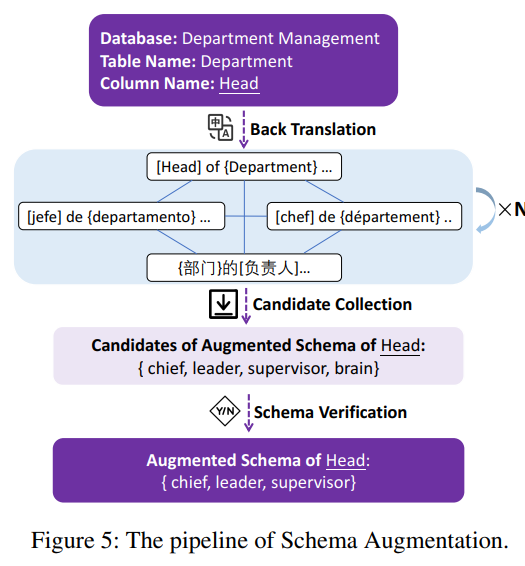 Database: Department Management
Table Name: Department
Column Name: Head
中
A
Back Translation
[Head] of {Department} ...
[jefe] de {departamento} ...
[chef] de {département} ..
×N
{部门}的[负责人]...
Candidate Collection
Candidates of Augmented Schema of Head:
{ chief, leader, supervisor, brain}
Y/N
Schema Verification
Augmented Schema of Head:
{ chief, leader, supervisor}
Figure 5: The pipeline of Schema Augmentation.